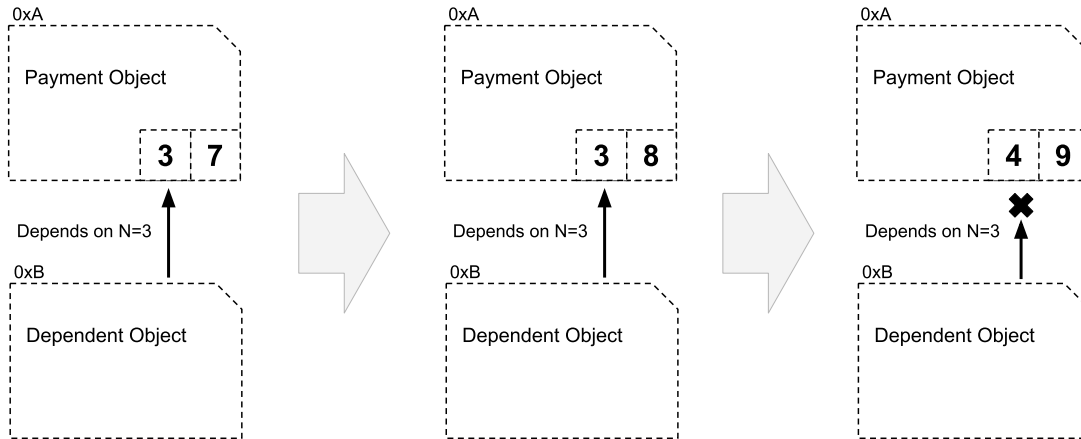 0xA
Payment Object
3 7
Depends on N=3
0xB
Dependent Object
0xA
Payment Object
3 8
Depends on N=3
0xB
Dependent Object
0xA
Payment Object
4 9
Depends on N=3
0xB
Dependent Object